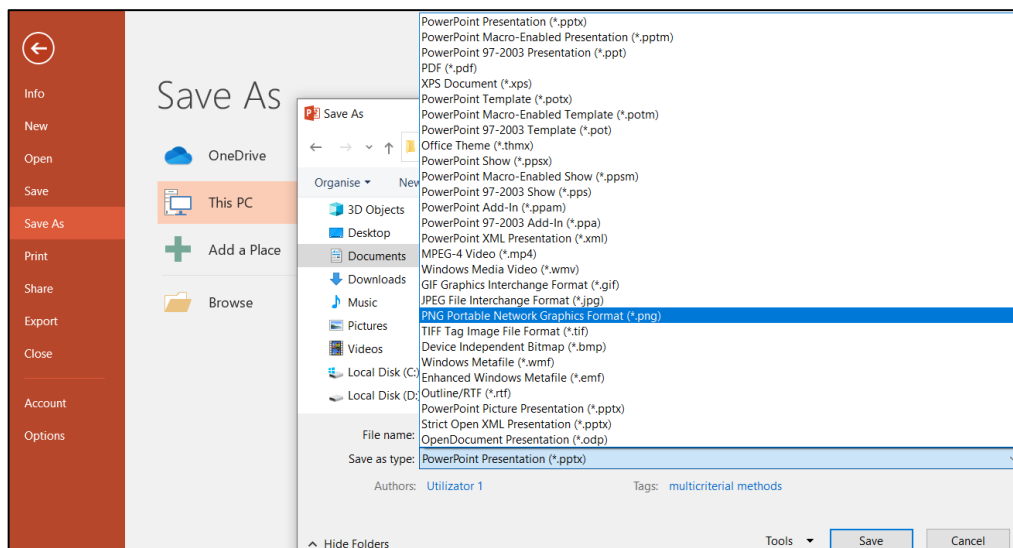 Info
New
Open
Save
Save As
Print
Share
Export
Close
Account
Options
Save As
OneDrive
This PC
Add a Place
Browse
Save As
Organise
New
3D Objects
Desktop
Documents
Downloads
Music
Pictures
Videos
Local Disk (C:)
Local Disk (D:
PowerPoint Presentation (*.pptx)
PowerPoint Macro-Enabled Presentation (*.pptm)
PowerPoint 97-2003 Presentation (*.ppt)
PDF (*.pdf)
XPS Document (*.xps)
PowerPoint Template (*.potx)
PowerPoint Macro-Enabled Template (*.potm)
PowerPoint 97-2003 Template (*.pot)
Office Theme (*.thmx)
PowerPoint Show (*.ppsx)
PowerPoint Macro-Enabled Show (*.ppsm)
PowerPoint 97-2003 Show (*.pps)
PowerPoint Add-In (*.ppam)
PowerPoint 97-2003 Add-In (*.ppa)
PowerPoint XML Presentation (*.xml)
MPEG-4 Video (*.mp4)
Windows Media Video (*.wmv)
GIF Graphics Interchange Format (*.gif)
JPEG File Interchange Format (*.jpg)
PNG Portable Network Graphics Format (*.png)
TIFF Tag Image File Format (*.tif)
Device Independent Bitmap (*.bmp)
Windows Metafile (*.wmf)
Enhanced Windows Metafile (*.emf)
Outline/RTF (*.rtf)
PowerPoint Picture Presentation (*.pptx)
Strict Open XML Presentation (*.pptx)
OpenDocument Presentation (*.odp)
File name:
Save as type: PowerPoint Presentation (*.pptx)
Authors: Utilizator 1 Tags: multicriterial methods
Hide Folders Tools Save Cancel